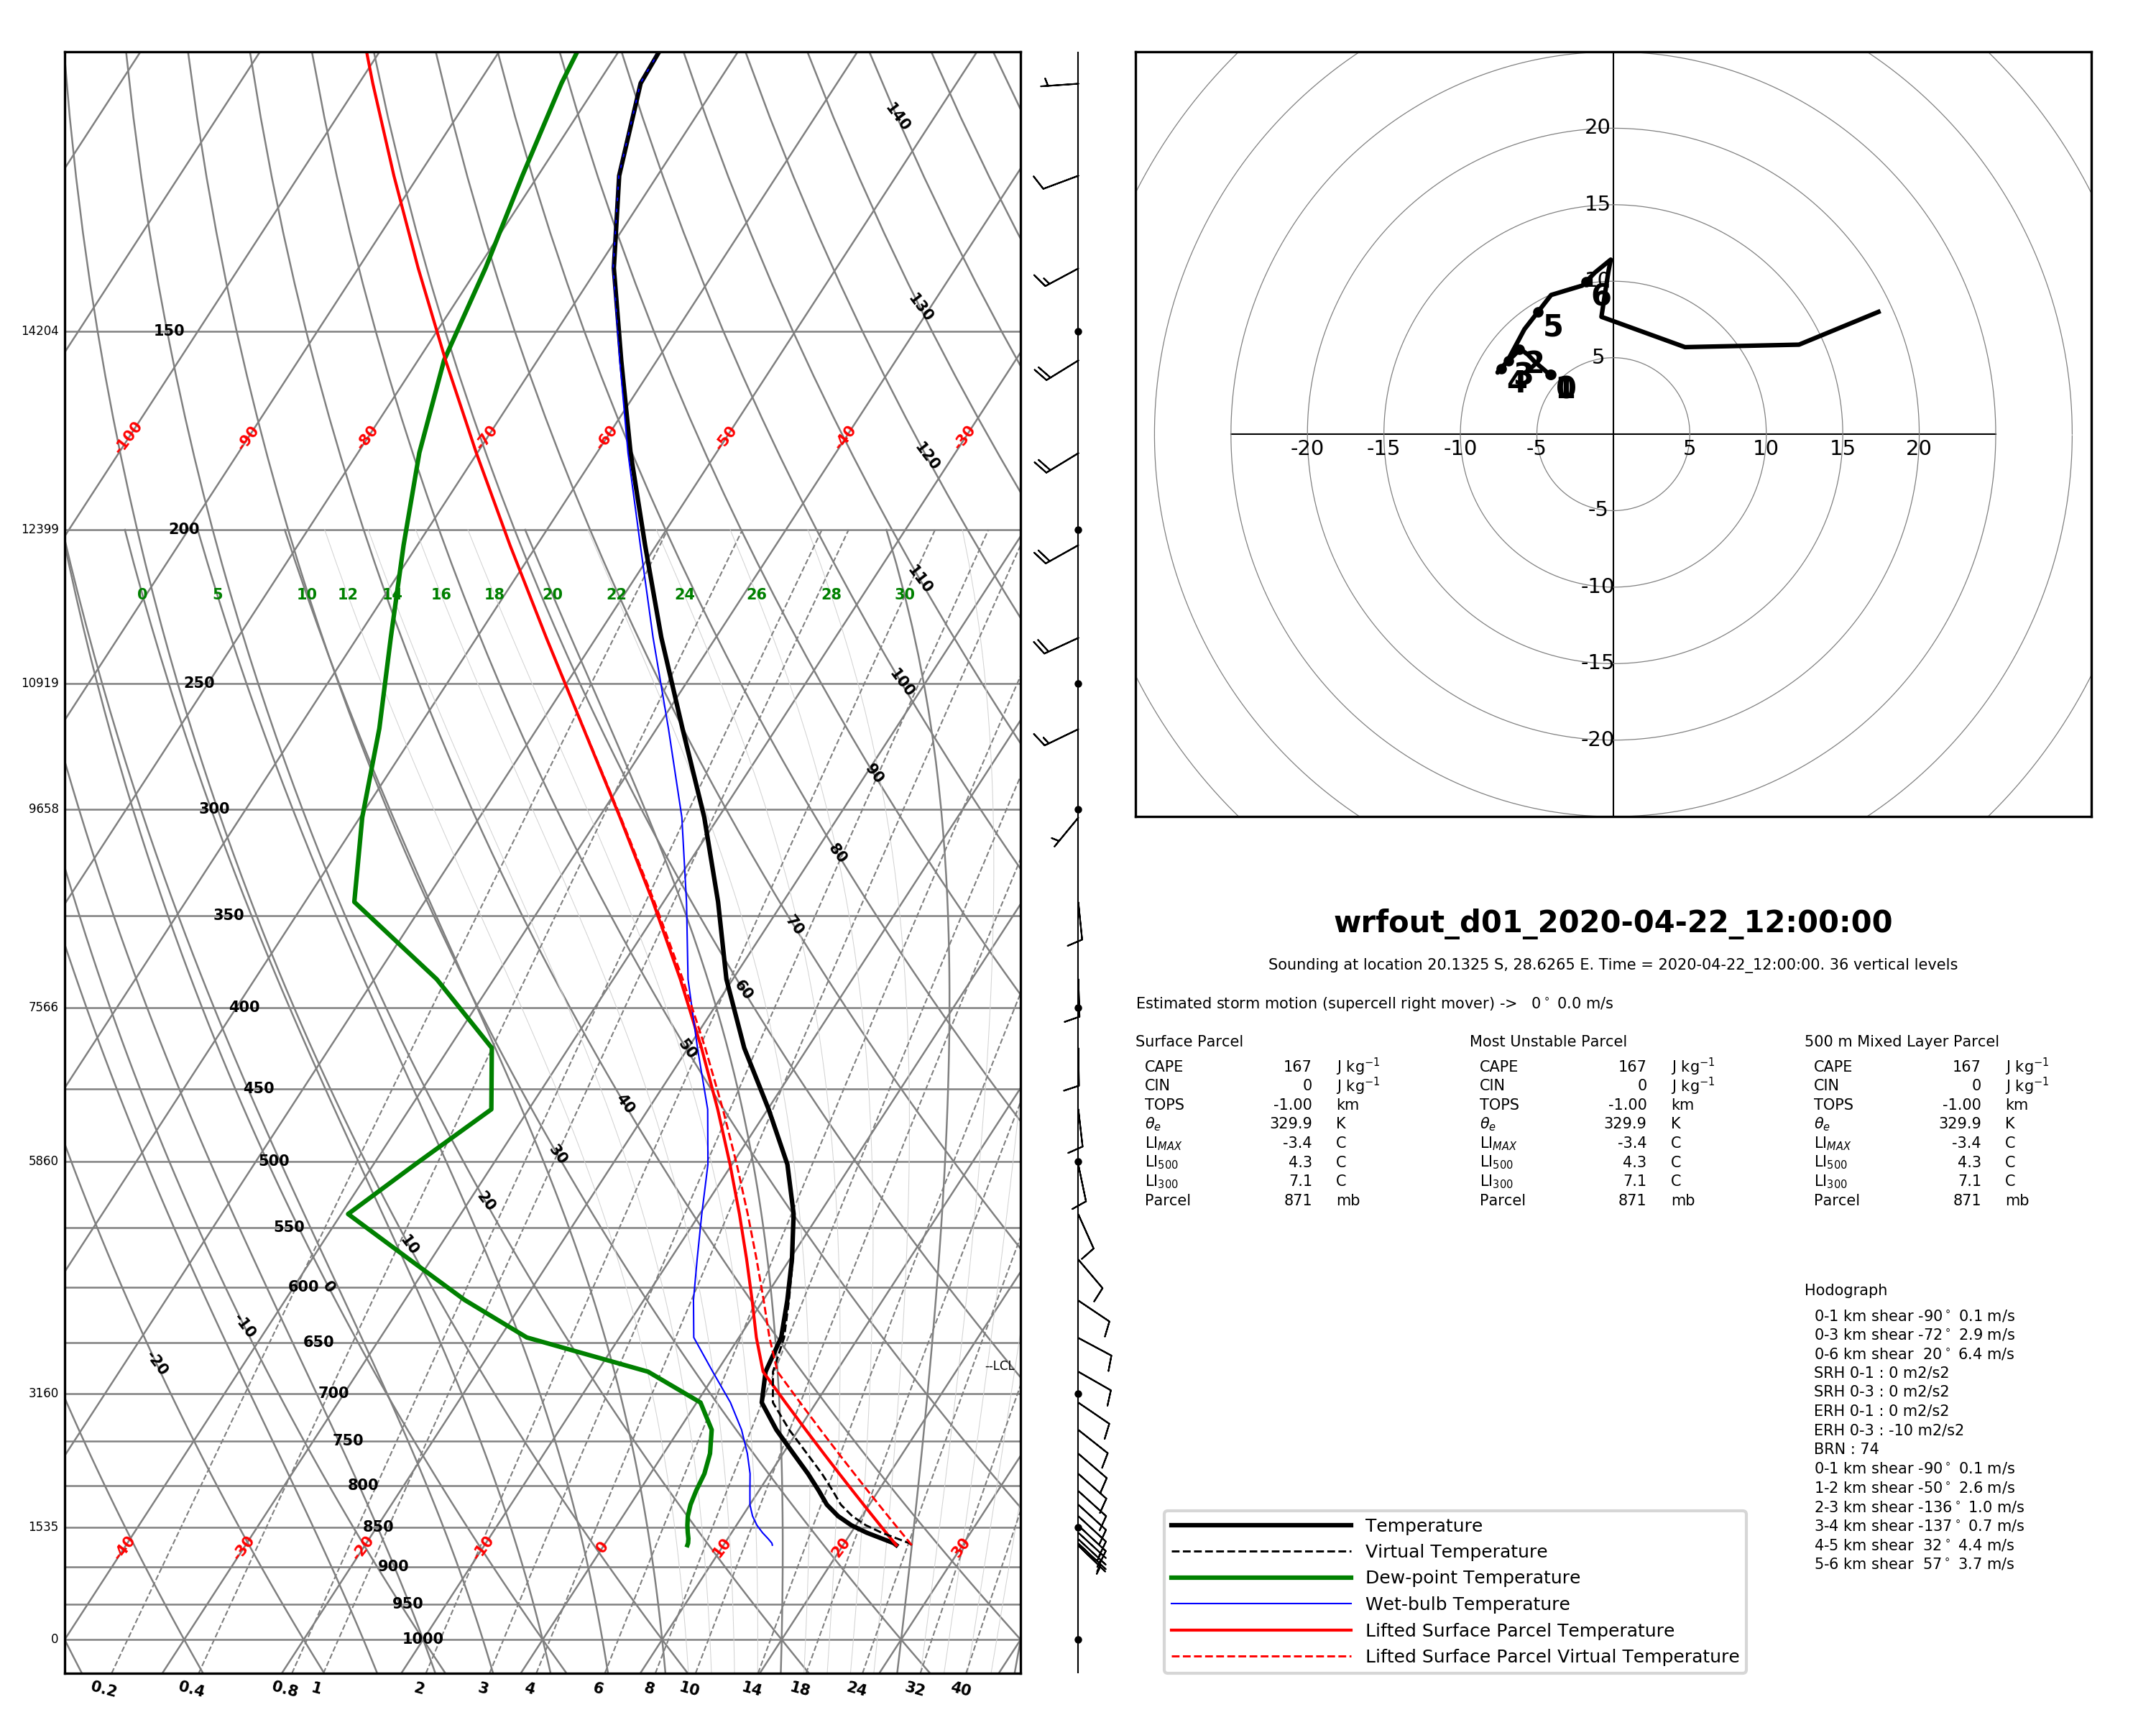 140
130
14204 150
-100 -90 -80 -70 -60 -50 -40 -30
120
12399 200
110
0 5 10 12 14 16 18 20 22 24 26 28 30
10919 250
100
90
9658 300
80
350
70
60
7566 400
50
450
40
5860 500
30
20
550
10
600 0
-10
650
-20
--LCL
3160 700
750
800
1535 850
-40 -30 -20 -10 0 10 20 30
900
950
0 1000
0.2 0.4 0.8 1 2 3 4 6 8 10 14 18 24 32 40
20
15
10
6
5
5
2
3
4
0
1
-20 -15 -10 -5 5 10 15 20
-5
-10
-15
-20
wrfout_d01_2020-04-22_12:00:00
Sounding at location 20.1325 S, 28.6265 E. Time = 2020-04-22_12:00:00. 36 vertical levels
Estimated storm motion (supercell right mover) -> 0° 0.0 m/s
Surface Parcel Most Unstable Parcel 500 m Mixed Layer Parcel
CAPE 167 J kg⁻¹ CAPE 167 J kg⁻¹ CAPE 167 J kg⁻¹
CIN 0 J kg⁻¹ CIN 0 J kg⁻¹ CIN 0 J kg⁻¹
TOPS -1.00 km TOPS -1.00 km TOPS -1.00 km
θe 329.9 K θe 329.9 K θe 329.9 K
LIMAX -3.4 C LIMAX -3.4 C LIMAX -3.4 C
LI500 4.3 C LI500 4.3 C LI500 4.3 C
LI300 7.1 C LI300 7.1 C LI300 7.1 C
Parcel 871 mb Parcel 871 mb Parcel 871 mb
Hodograph
0-1 km shear -90° 0.1 m/s
0-3 km shear -72° 2.9 m/s
0-6 km shear 20° 6.4 m/s
SRH 0-1 : 0 m2/s2
SRH 0-3 : 0 m2/s2
ERH 0-1 : 0 m2/s2
ERH 0-3 : -10 m2/s2
BRN : 74
0-1 km shear -90° 0.1 m/s
1-2 km shear -50° 2.6 m/s
2-3 km shear -136° 1.0 m/s
3-4 km shear -137° 0.7 m/s
4-5 km shear 32° 4.4 m/s
5-6 km shear 57° 3.7 m/s
Temperature
Virtual Temperature
Dew-point Temperature
Wet-bulb Temperature
Lifted Surface Parcel Temperature
Lifted Surface Parcel Virtual Temperature